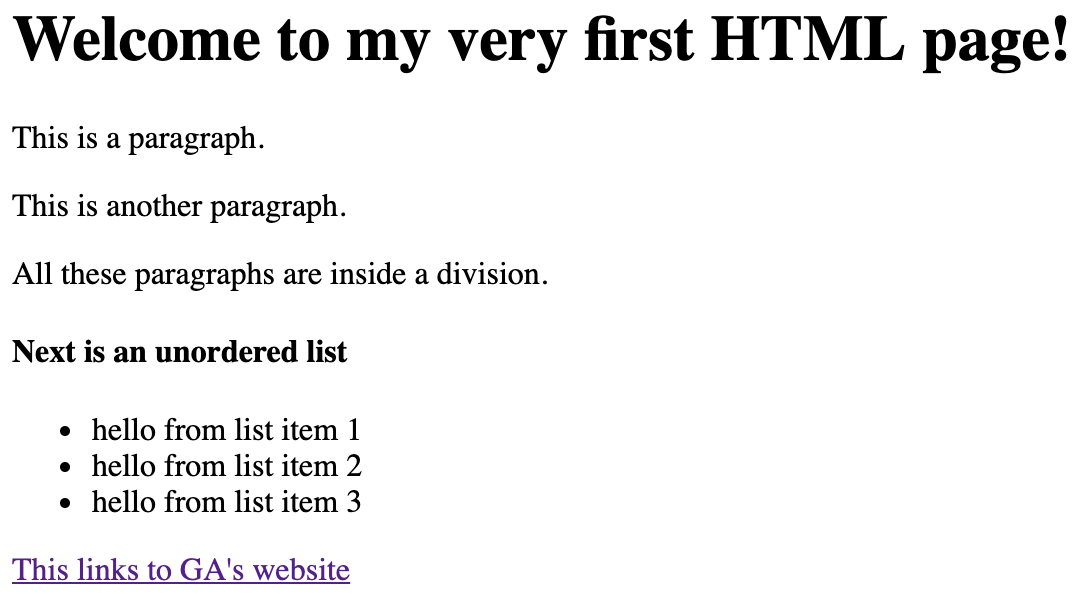 Welcome to my very first HTML page!
This is a paragraph.
This is another paragraph.
All these paragraphs are inside a division.
Next is an unordered list
• hello from list item 1
• hello from list item 2
• hello from list item 3
This links to GA's website